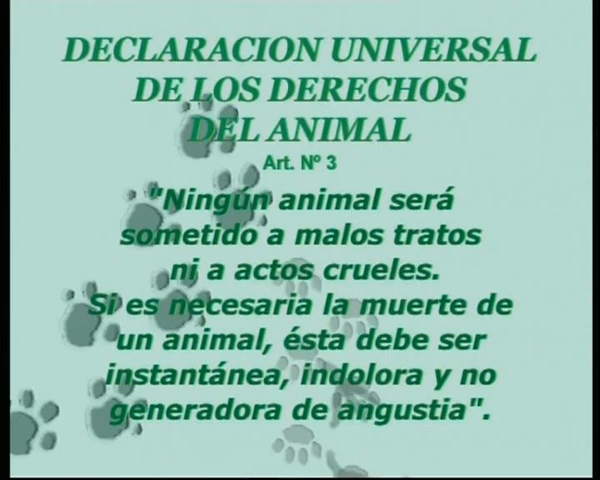 DECLARACION UNIVERSAL
DE LOS DERECHOS
DEL ANIMAL
Art. Nº 3
"Ningún animal será
sometido a malos tratos
ni a actos crueles.
Si es necesaria la muerte de
un animal, ésta debe ser
instantánea, indolora y no
generadora de angustia".